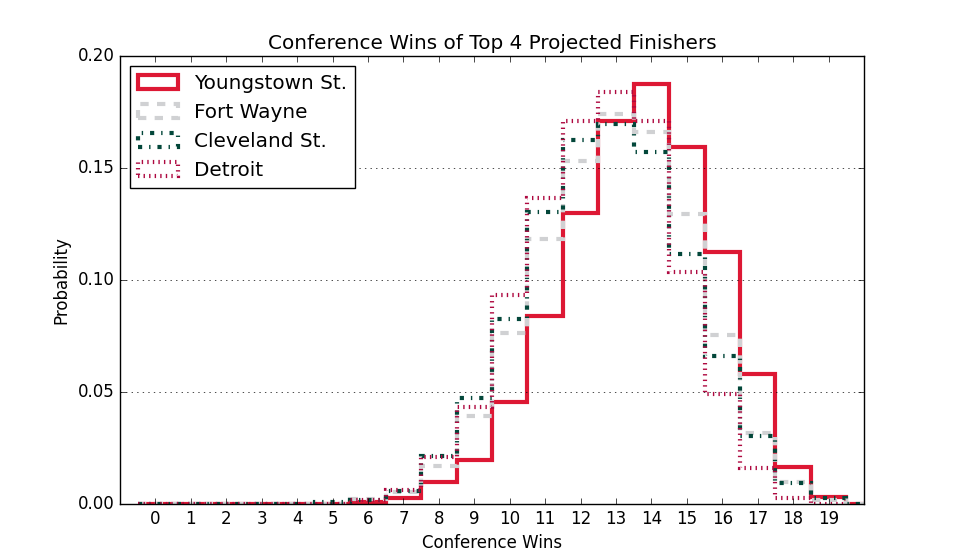 Conference Wins of Top 4 Projected Finishers
0.20
0.15
0.10
0.05
0.00
Probability
Youngstown St.
Fort Wayne
Cleveland St.
Detroit
0 1 2 3 4 5 6 7 8 9 10 11 12 13 14 15 16 17 18 19
Conference Wins